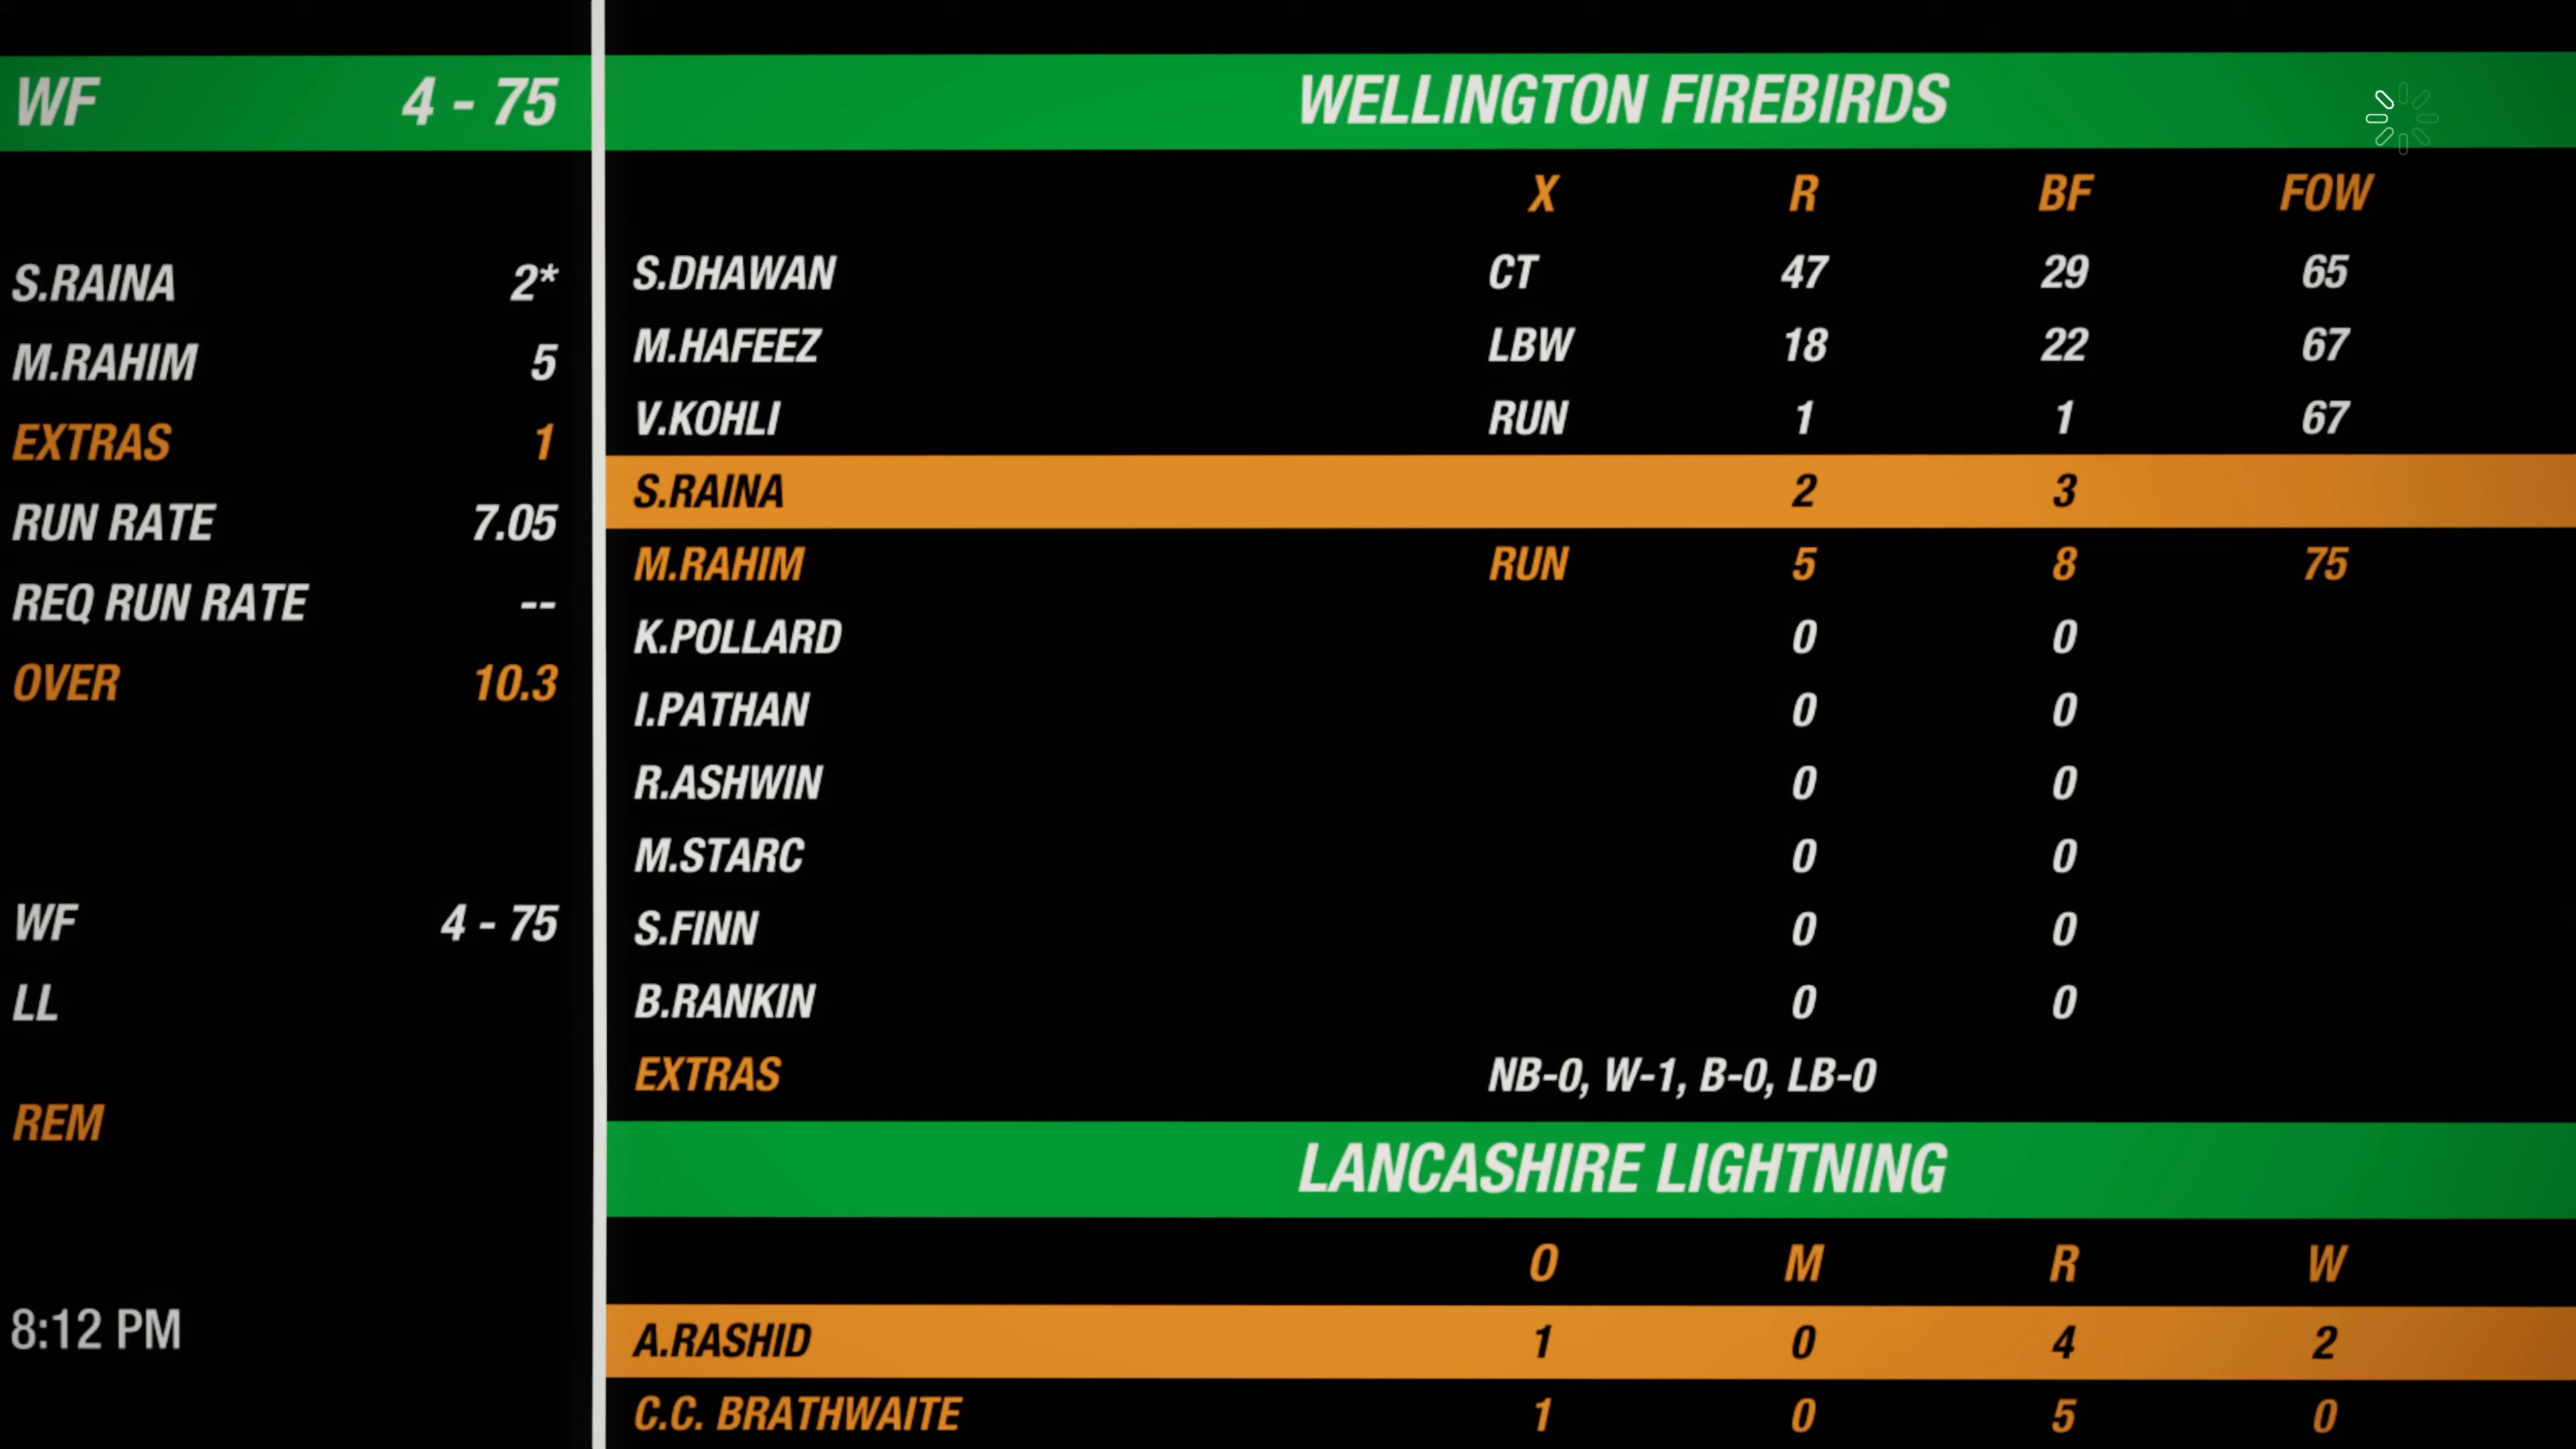 WF 4 - 75
S.RAINA 2*
M.RAHIM 5
EXTRAS 1
RUN RATE 7.05
REQ RUN RATE --
OVER 10.3
WF 4 - 75
LL
REM
8:12 PM
WELLINGTON FIREBIRDS
X R BF FOW
S.DHAWAN CT 47 29 65
M.HAFEEZ LBW 18 22 67
V.KOHLI RUN 1 1 67
S.RAINA 2 3
M.RAHIM RUN 5 8 75
K.POLLARD 0 0
I.PATHAN 0 0
R.ASHWIN 0 0
M.STARC 0 0
S.FINN 0 0
B.RANKIN 0 0
EXTRAS NB-0, W-1, B-0, LB-0
LANCASHIRE LIGHTNING
O M R W
A.RASHID 1 0 4 2
C.C. BRATHWAITE 1 0 5 0